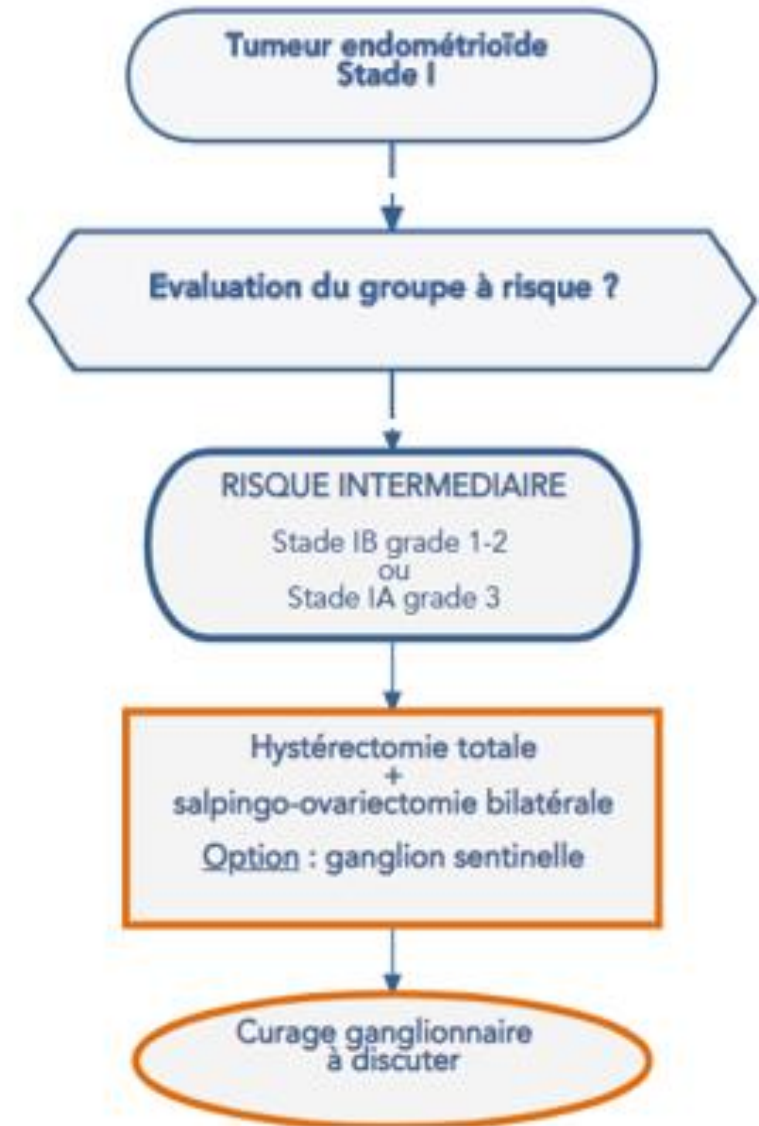 Tumeur endométrioïde
Stade I
Evaluation du groupe à risque ?
RISQUE INTERMEDIAIRE
Stade IB grade 1-2
ou
Stade IA grade 3
Hystérectomie totale
+
salpingo-ovariectomie bilatérale
Option : ganglion sentinelle
Curage ganglionnaire
à discuter